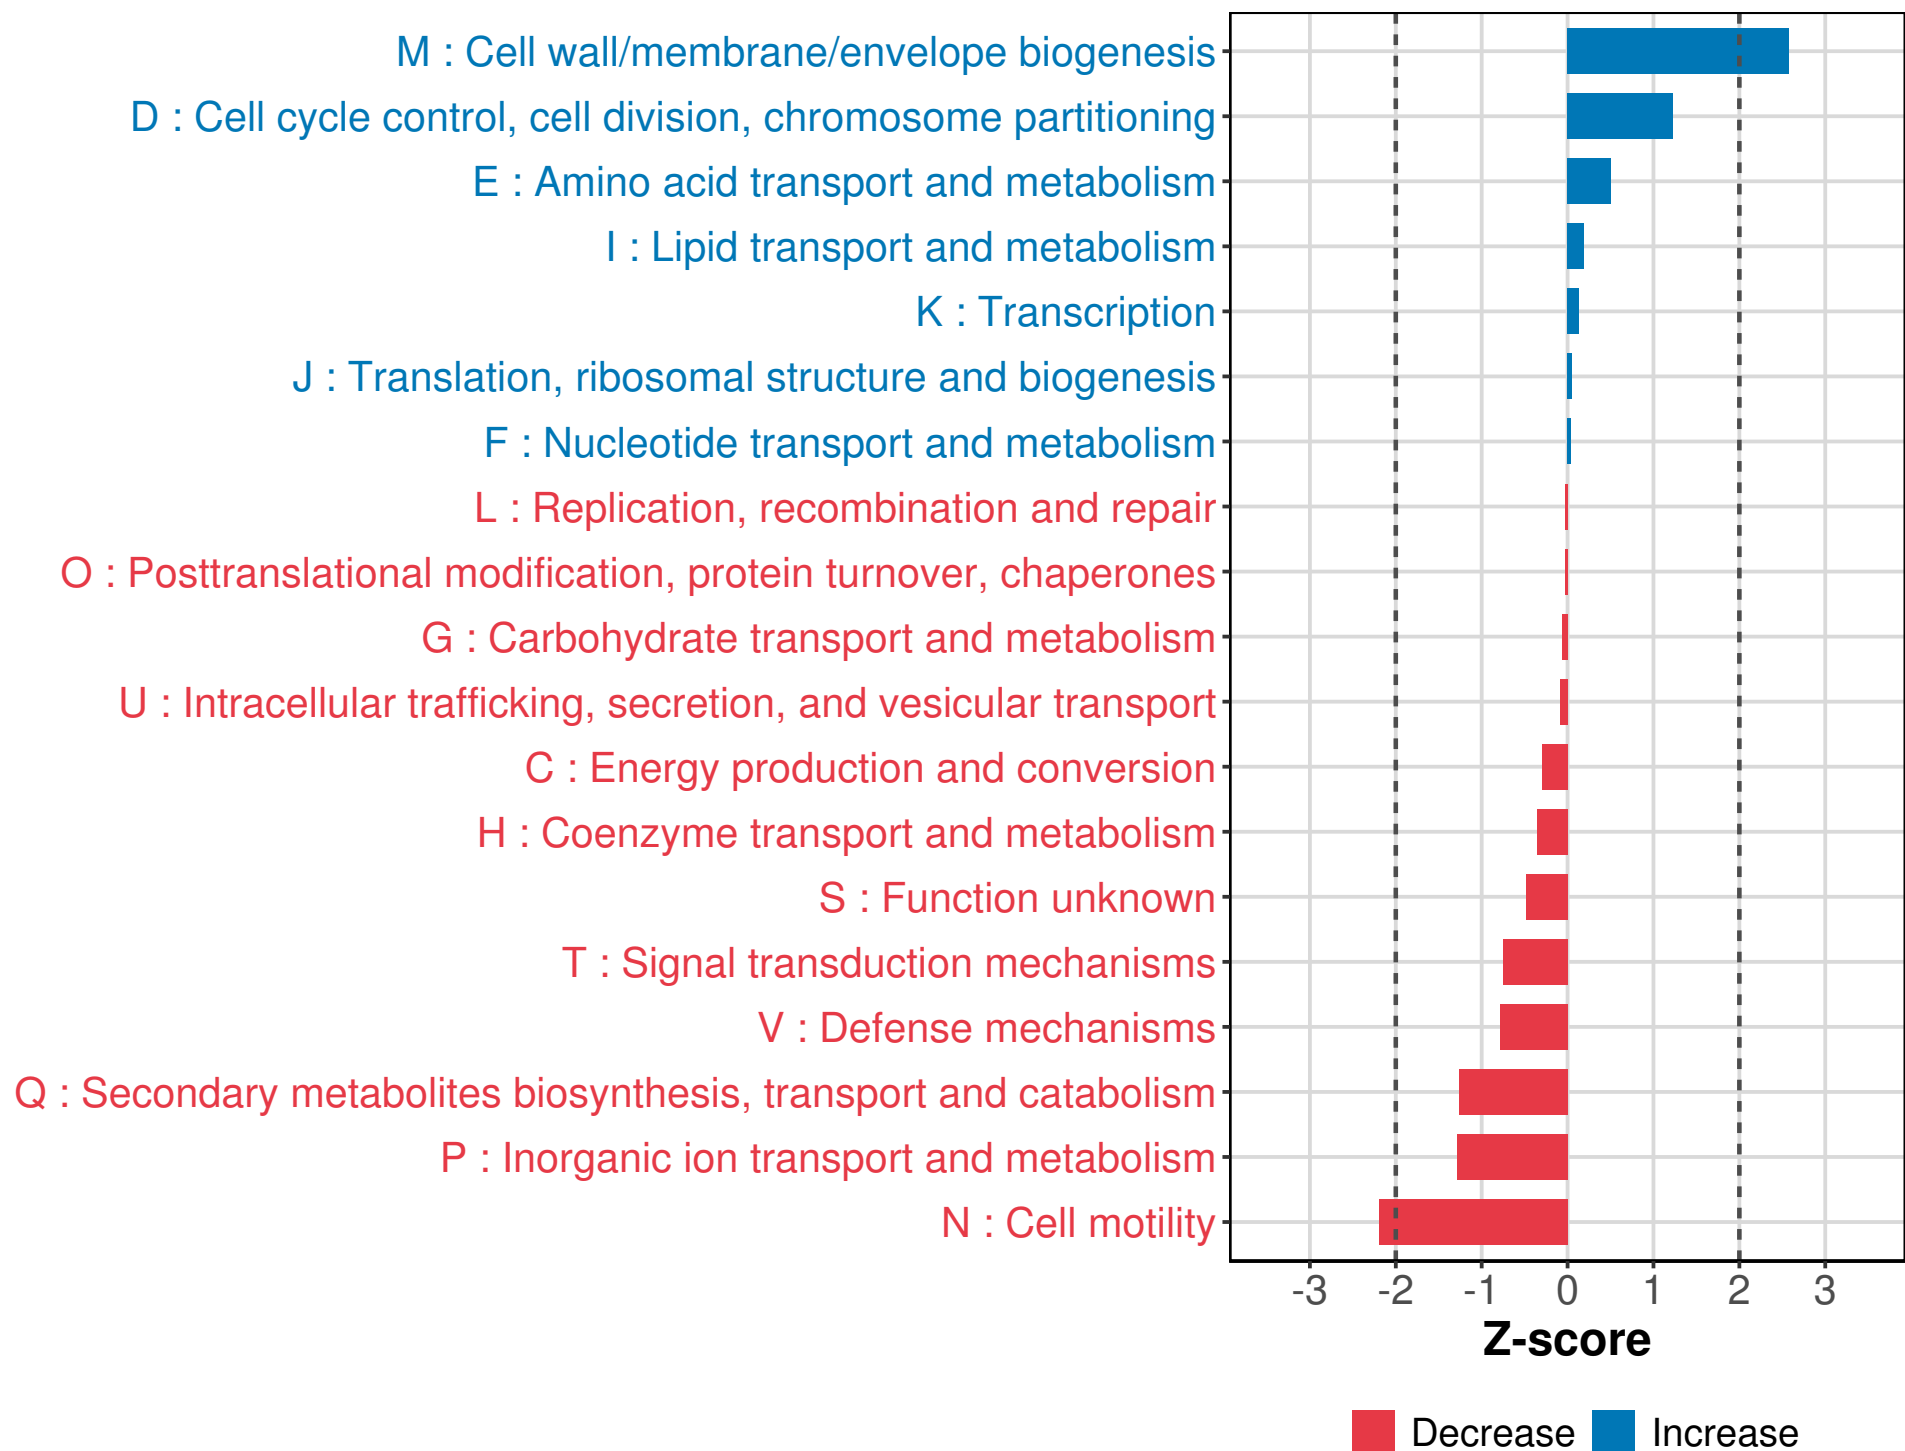 M : Cell wall/membrane/envelope biogenesis
D : Cell cycle control, cell division, chromosome partitioning
E : Amino acid transport and metabolism
I : Lipid transport and metabolism
K : Transcription
J : Translation, ribosomal structure and biogenesis
F : Nucleotide transport and metabolism
L : Replication, recombination and repair
O : Posttranslational modification, protein turnover, chaperones
G : Carbohydrate transport and metabolism
U : Intracellular trafficking, secretion, and vesicular transport
C : Energy production and conversion
H : Coenzyme transport and metabolism
S : Function unknown
T : Signal transduction mechanisms
V : Defense mechanisms
Q : Secondary metabolites biosynthesis, transport and catabolism
P : Inorganic ion transport and metabolism
N : Cell motility
-3 -2 -1 0 1 2 3
Z-score
Decrease Increase